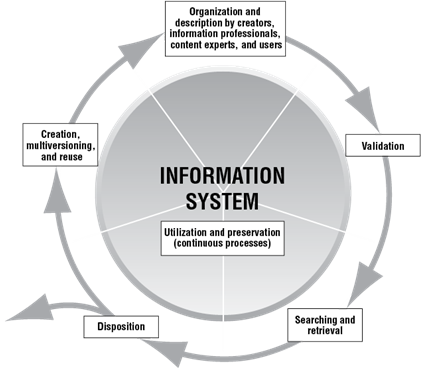 Organization and
description by creators,
information professionals,
content experts, and users
Creation,
multiversioning,
and reuse
Validation
INFORMATION
SYSTEM
Utilization and preservation
(continuous processes)
Disposition
Searching and
retrieval